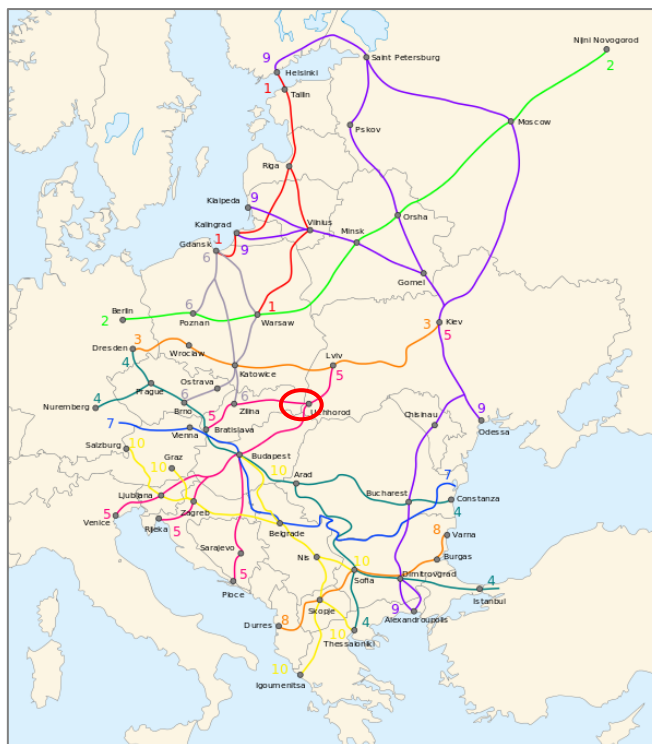 Nijni Novogorod
9
Saint Petersburg
2
Helsinki
1
Talin
Moscow
Pskov
Riga
9
Klaipeda
Orsha
Kalingrad
Vilnius
Minsk
1
Gdansk
9
6
Gomel
6
1
Berlin
2
Poznan
Warsaw
3
Kiev
5
Dresden
3
Wroclaw
Lviv
4
Katowice
5
Ostrava
Prague
4
6
6
Nuremberg
Brno
Zilina
5
Chisinau
9
7
Vienna
Bratislava
Odessa
Salzburg
10
Graz
Budapest
10
10
7
Arad
Ljubljana
Bucharest
Constanza
4
5
Zagreb
Venice
Rjeka
5
Belgrade
8
Varna
Sarajevo
Nis
10
Burgas
5
Sofia
Dimitrovgrad
4
Ploce
Istanbul
Skopje
9
Durres
8
Alexandroupolis
10
4
Thessaloniki
10
Igoumenitsa